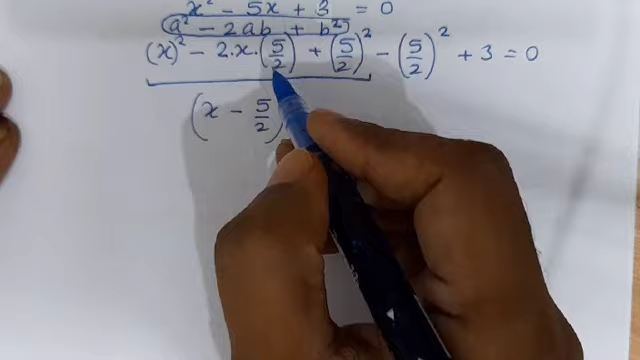 x² - 5x + 3 = 0
a² - 2ab + b²
(x)² - 2.x.(5/2) + (5/2)² - (5/2)² + 3 = 0
(x - 5/2)